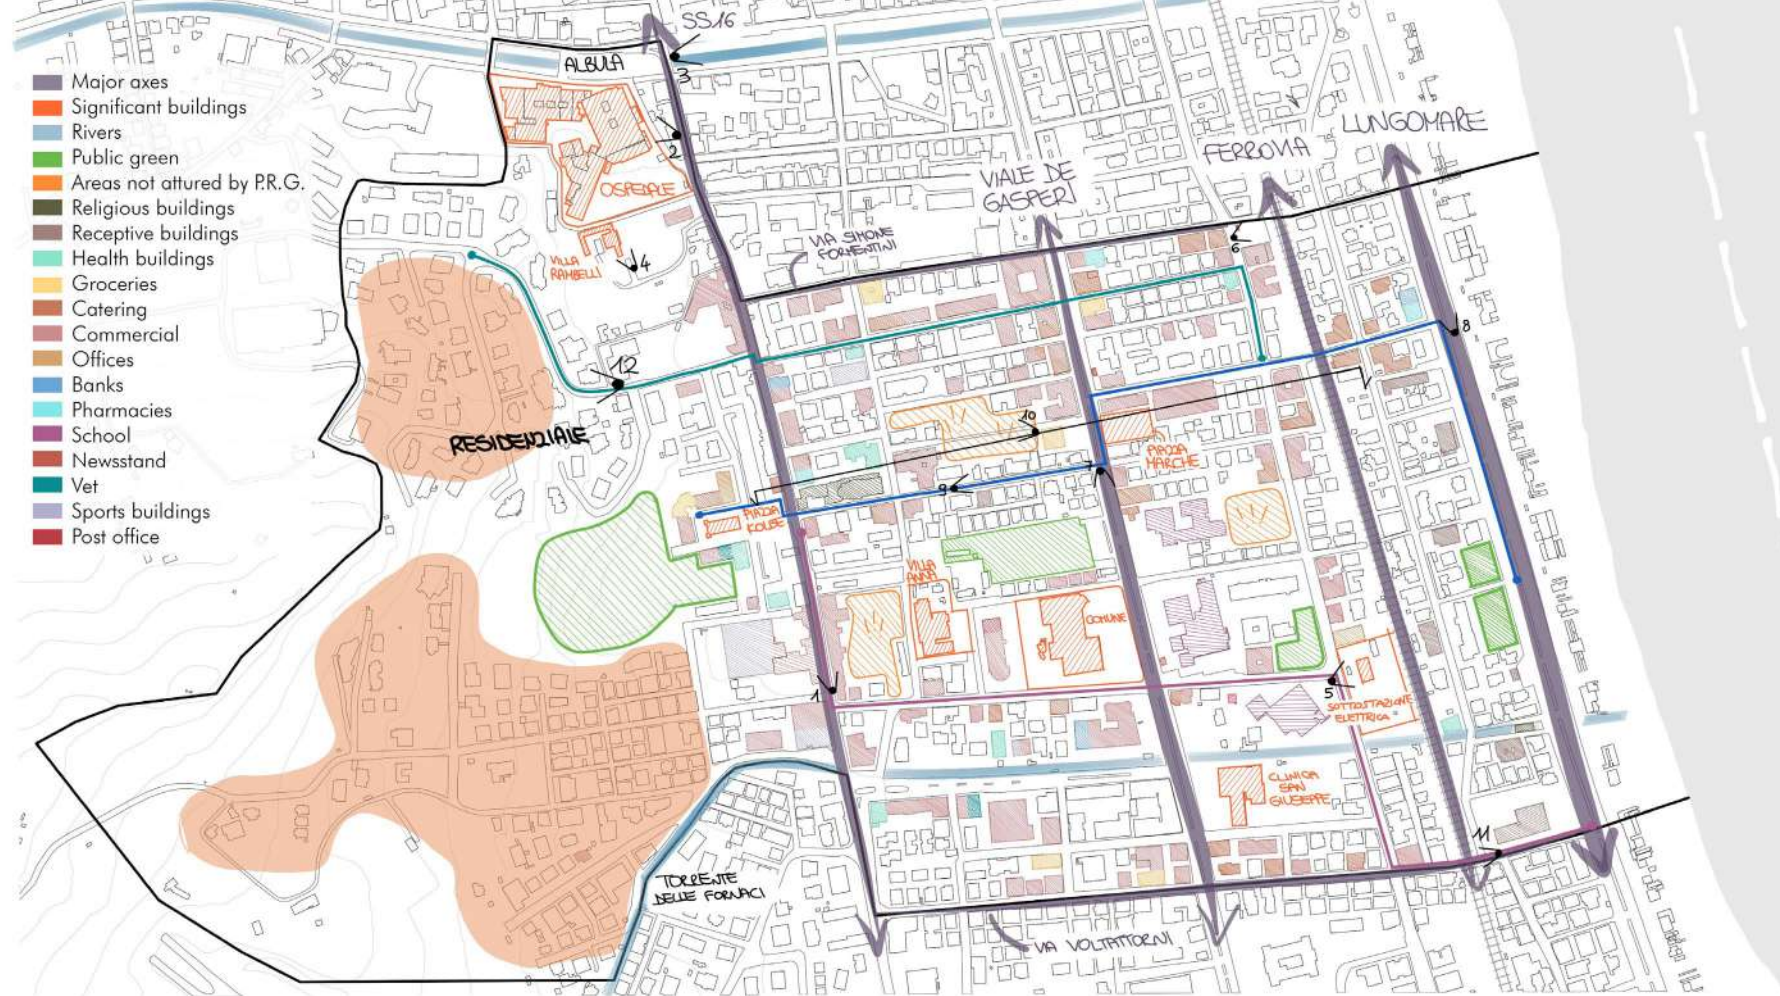 Major axes
Significant buildings
Rivers
Public green
Areas not attured by P.R.G.
Religious buildings
Receptive buildings
Health buildings
Groceries
Catering
Commercial
Offices
Banks
Pharmacies
School
Newsstand
Vet
Sports buildings
Post office
SS16
ALBULA
3
2
OSPEDALE
VILLA
RAMBELLI
4
VIA SIMONE
FORMENTINI
VIALE DE
GASPERI
FERROVIA
LUNGOMARE
6
8
12
RESIDENZIALE
10
PIAZZA
MARCHE
7
9
PIAZZA
KOLBE
VILLA
ANNA
COMUNE
1
5
SOTTOSTAZIONE
ELETTRICA
CLINICA
SAN
GIUSEPPE
11
TORRENTE
DELLE FORNACI
VIA VOLTATTORNI